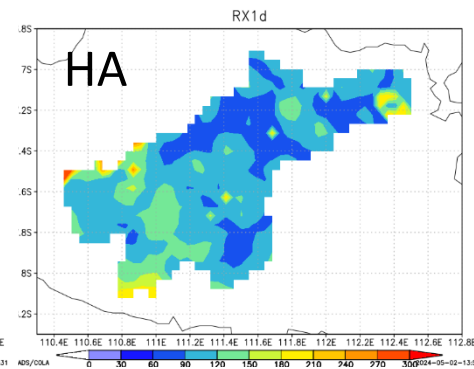 RX1d
HA
.8S
7S
.2S
.4S
.6S
.8S
8S
.2S
E 110.4E 110.6E 110.8E 111E 111.2E 111.4E 111.6E 111.8E 112E 112.2E 112.4E 112.6E 112.8E
31 ADS/COLA 0 30 60 90 120 150 180 210 240 270 300 2024-05-02-13: